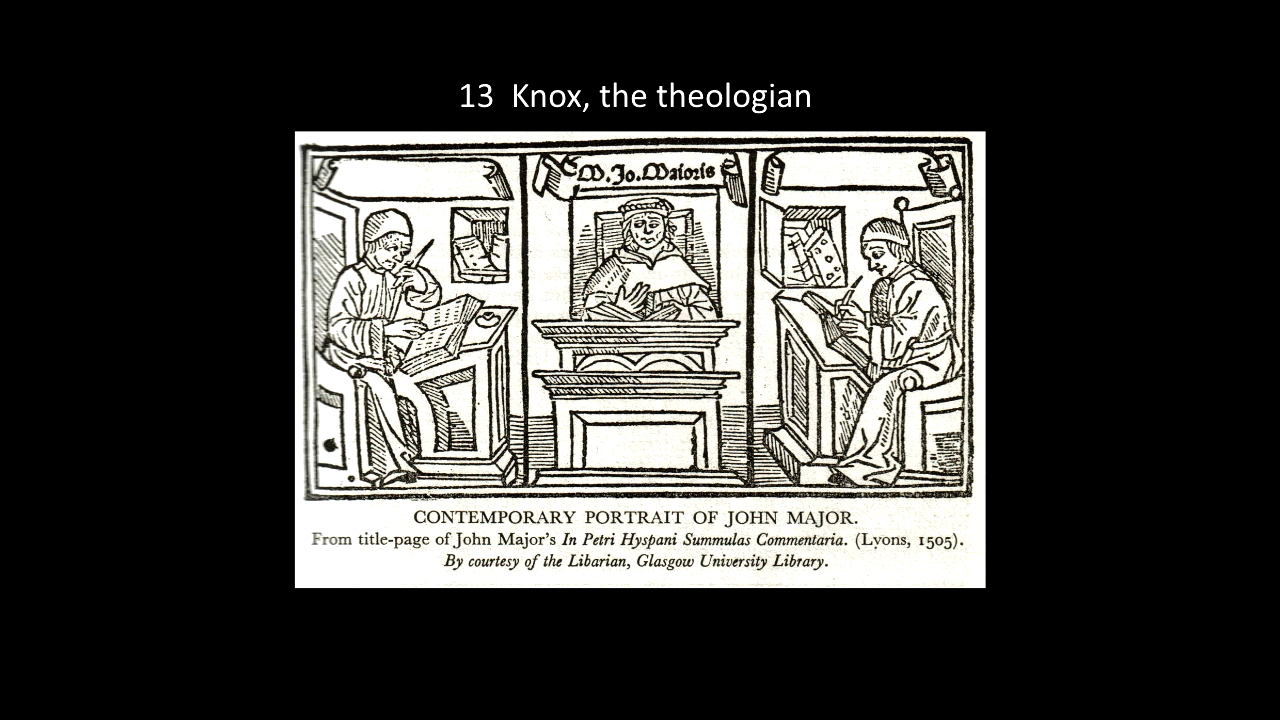 13 Knox, the theologian
M. Jo. Maioris
CONTEMPORARY PORTRAIT OF JOHN MAJOR.
From title-page of John Major's In Petri Hyspani Summulas Commentaria. (Lyons, 1505).
By courtesy of the Libarian, Glasgow University Library.